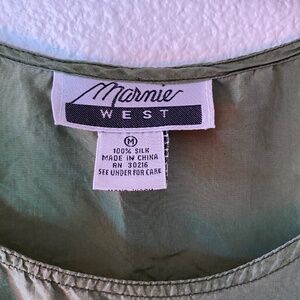 Marnie
WEST
M
100% SILK
MADE IN CHINA
RN 30216
SEE UNDER FOR CARE